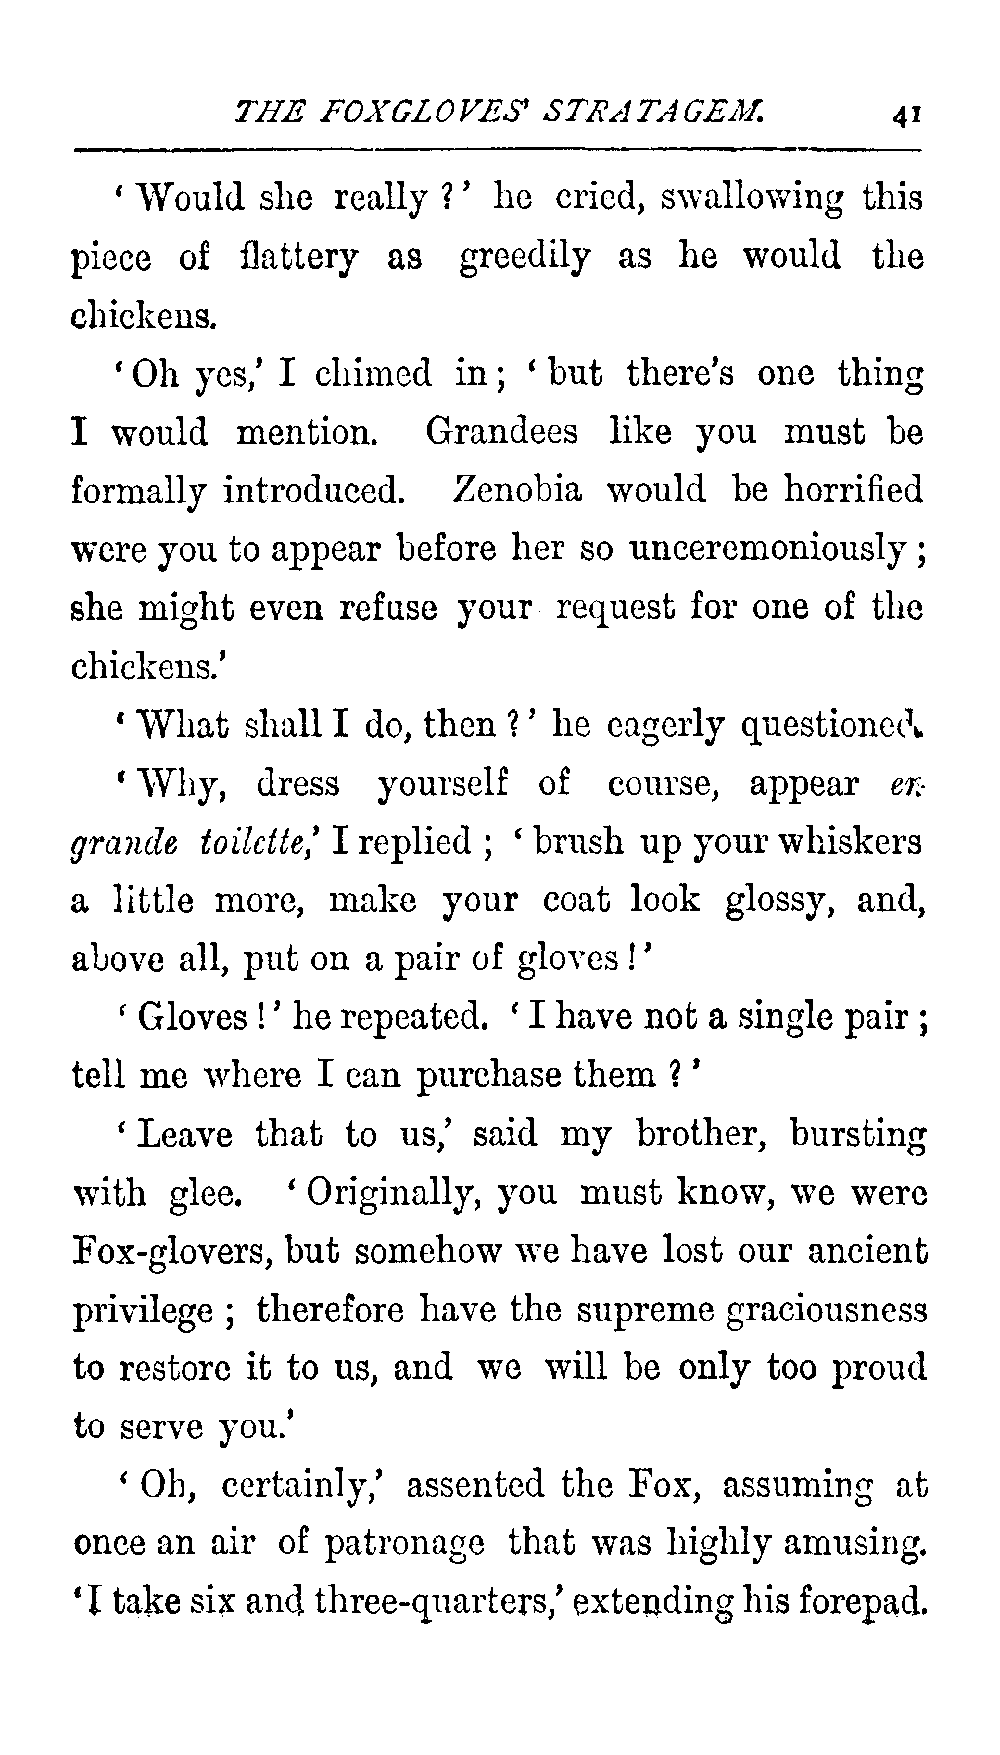 THE FOXGLOVES' STRATAGEM. 41
‘ Would she really ? ’ he cried, swallowing this
piece of flattery as greedily as he would the
chickens.
‘ Oh yes,’ I chimed in ; ‘ but there’s one thing
I would mention. Grandees like you must be
formally introduced. Zenobia would be horrified
were you to appear before her so unceremoniously ;
she might even refuse your request for one of the
chickens.’
‘ What shall I do, then ? ’ he eagerly questioned.
‘ Why, dress yourself of course, appear en
grande toilette,’ I replied ; ‘ brush up your whiskers
a little more, make your coat look glossy, and,
above all, put on a pair of gloves ! ’
‘ Gloves ! ’ he repeated. ‘ I have not a single pair ;
tell me where I can purchase them ? ’
‘ Leave that to us,’ said my brother, bursting
with glee. ‘ Originally, you must know, we were
Fox-glovers, but somehow we have lost our ancient
privilege ; therefore have the supreme graciousness
to restore it to us, and we will be only too proud
to serve you.’
‘ Oh, certainly,’ assented the Fox, assuming at
once an air of patronage that was highly amusing.
‘I take six and three-quarters,’ extending his forepad.